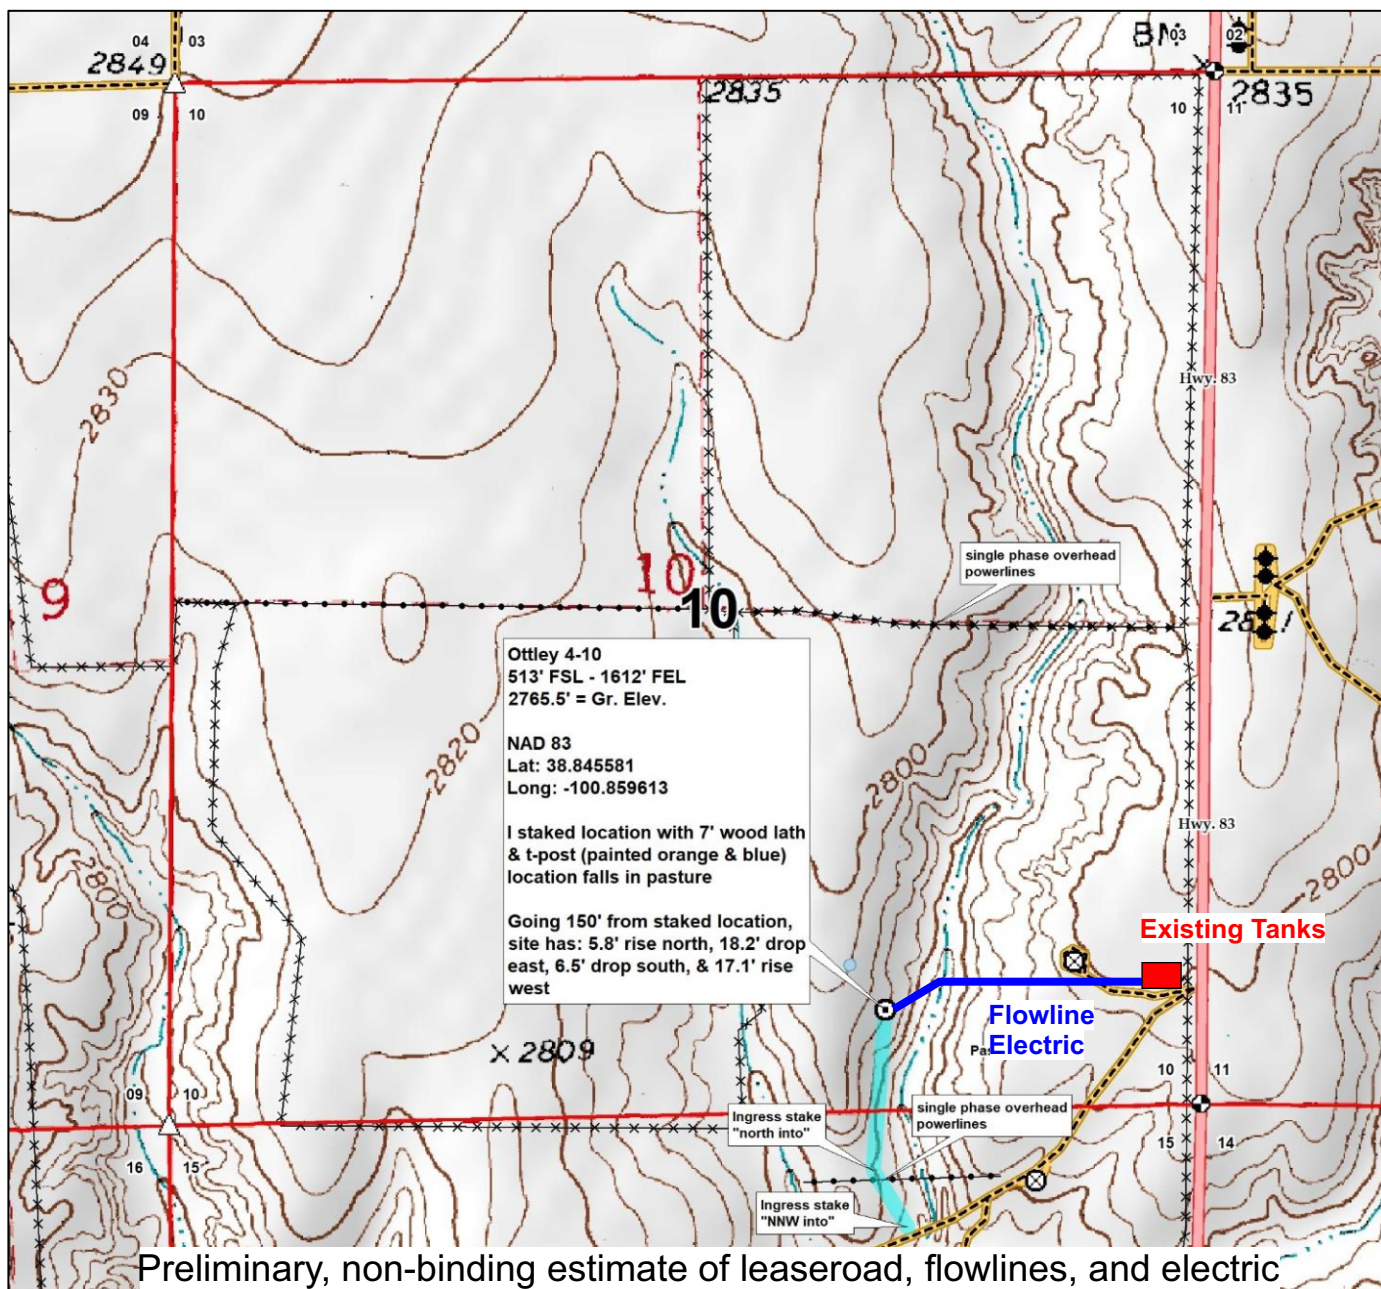 04 03
2849
09 10
BM
03 02
2835
10 11
2835
2830
Hwy. 83
9
10
10
single phase overhead
powerlines
Ottley 4-10
513' FSL - 1612' FEL
2765.5' = Gr. Elev.
NAD 83
Lat: 38.845581
Long: -100.859613
I staked location with 7' wood lath
& t-post (painted orange & blue)
location falls in pasture
Going 150' from staked location,
site has: 5.8' rise north, 18.2' drop
east, 6.5' drop south, & 17.1' rise
west
2820
2800
Hwy. 83
2800
2800
Existing Tanks
Flowline
Electric
× 2809
09 10
10 11
Ingress stake
"north into"
single phase overhead
powerlines
16 15
15 14
Ingress stake
"NNW into"
Preliminary, non-binding estimate of leaseroad, flowlines, and electric